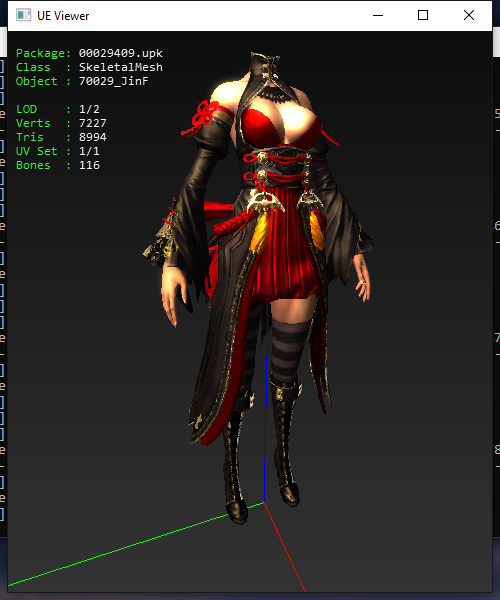 UE Viewer
Package: 00029409.upk
Class : SkeletalMesh
Object : 70029_JinF
LOD : 1/2
Verts : 7227
Tris : 8994
UV Set : 1/1
Bones : 116